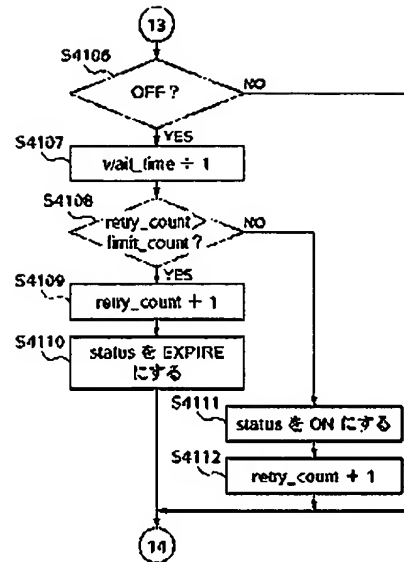 13
S4106
OFF ?
NO
YES
S4107
wait_time + 1
S4108
retry_count
limit_count ?
NO
YES
S4109
retry_count + 1
S4110
status を EXPIRE
にする
S4111
status を ON にする
S4112
retry_count + 1
14